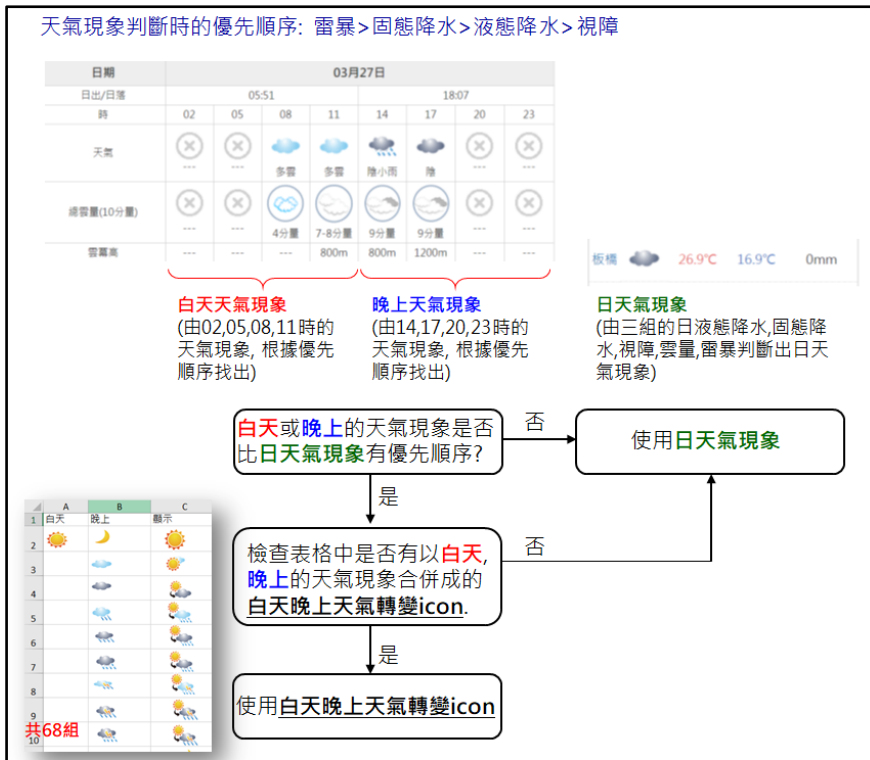 天氣現象判斷時的優先順序: 雷暴>固態降水>液態降水>視障
日期 03月27日
日出/日落 05:51 18:07
時 02 05 08 11 14 17 20 23
天氣
--- --- 多雲 多雲 陰小雨 陰 --- ---
總雲量(10分量)
--- --- 4分量 7-8分量 9分量 9分量 --- ---
雲幕高 --- --- --- 800m 800m 1200m --- ---
板橋 26.9°C 16.9°C 0mm
白天天氣現象
(由02,05,08,11時的
天氣現象, 根據優先
順序找出)
晚上天氣現象
(由14,17,20,23時的
天氣現象, 根據優先
順序找出)
日天氣現象
(由三組的日液態降水,固態降
水,視障,雲量,雷暴判斷出日天
氣現象)
白天或晚上的天氣現象是否
比日天氣現象有優先順序?
否
使用日天氣現象
是
檢查表格中是否有以白天,
晚上的天氣現象合併成的
白天晚上天氣轉變icon.
否
是
使用白天晚上天氣轉變icon
A B C
1 白天 晚上 顯示
2
3
4
5
6
7
8
9
共68組
10